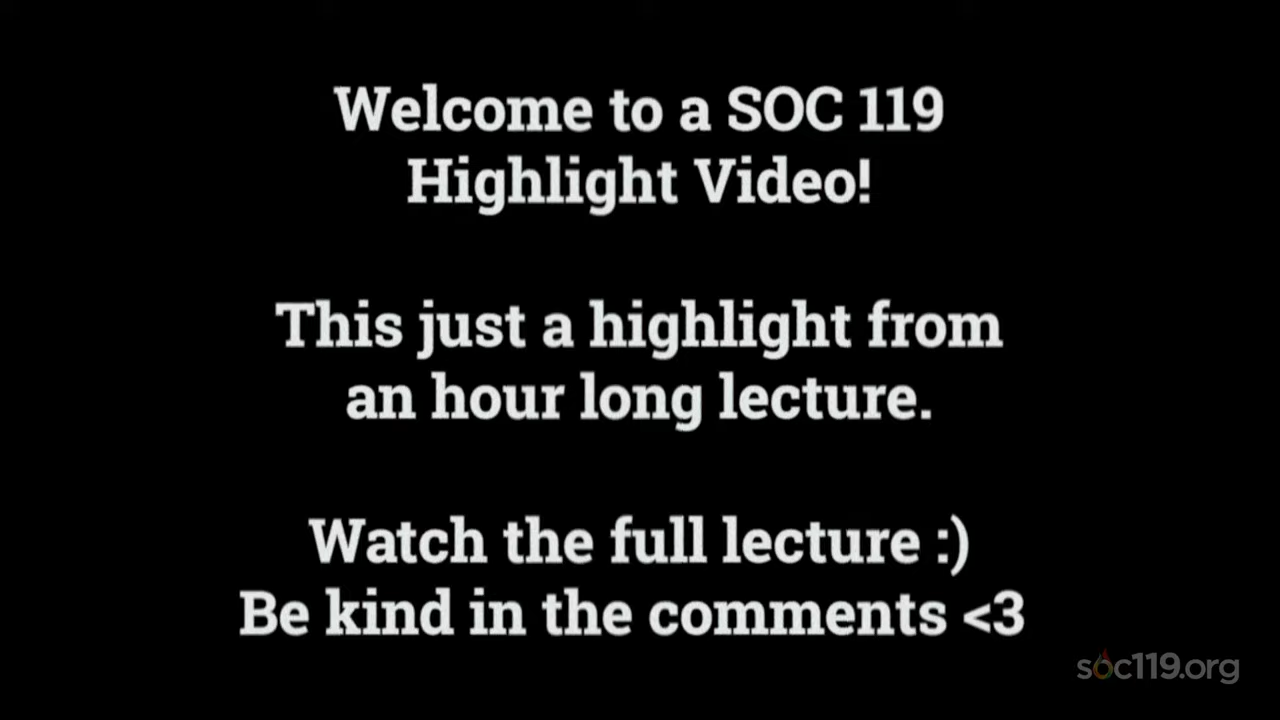 Welcome to a SOC 119
Highlight Video!
This just a highlight from
an hour long lecture.
Watch the full lecture :)
Be kind in the comments <3
soc119.org